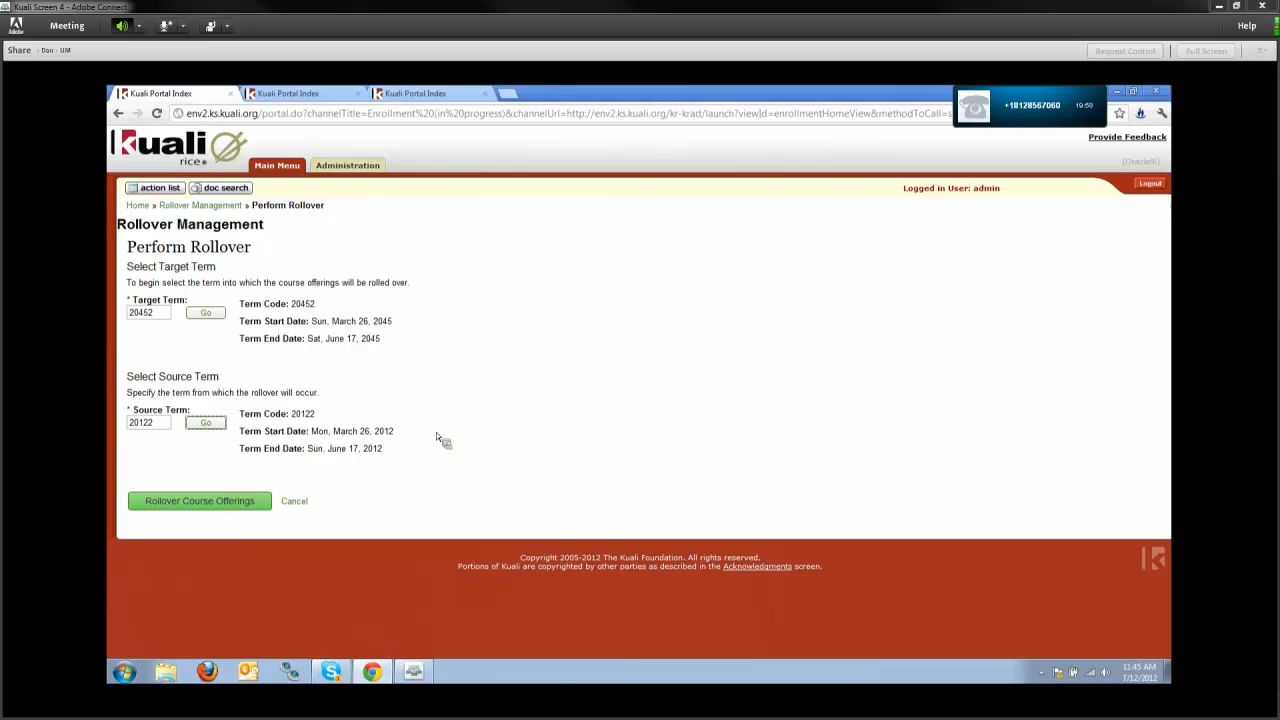 Kuali Screen 4 - Adobe Connect
Adobe
Meeting
Help
Share
Don - UM
Request Control
Full Screen
Kuali Portal Index
Kuali Portal Index
Kuali Portal Index
env2.ks.kuali.org/portal.do?channelTitle=Enrollment%20(in%20progress)&channelUrl=http://env2.ks.kuali.org/kr-krad/launch?viewId=enrollmentHomeView&methodToCall=s
+18128567060
19:58
Provide Feedback
kuali
rice
Main Menu
Administration
action list
doc search
Logged in User: admin
Logout
Home » Rollover Management » Perform Rollover
Rollover Management
Perform Rollover
Select Target Term
To begin select the term into which the course offerings will be rolled over.
* Target Term:
20452
Go
Term Code: 20452
Term Start Date: Sun, March 26, 2045
Term End Date: Sat, June 17, 2045
Select Source Term
Specify the term from which the rollover will occur.
* Source Term:
20122
Go
Term Code: 20122
Term Start Date: Mon, March 26, 2012
Term End Date: Sun, June 17, 2012
Rollover Course Offerings
Cancel
Copyright 2005-2012 The Kuali Foundation. All rights reserved.
Portions of Kuali are copyrighted by other parties as described in the Acknowledgments screen.
11:45 AM
7/12/2012